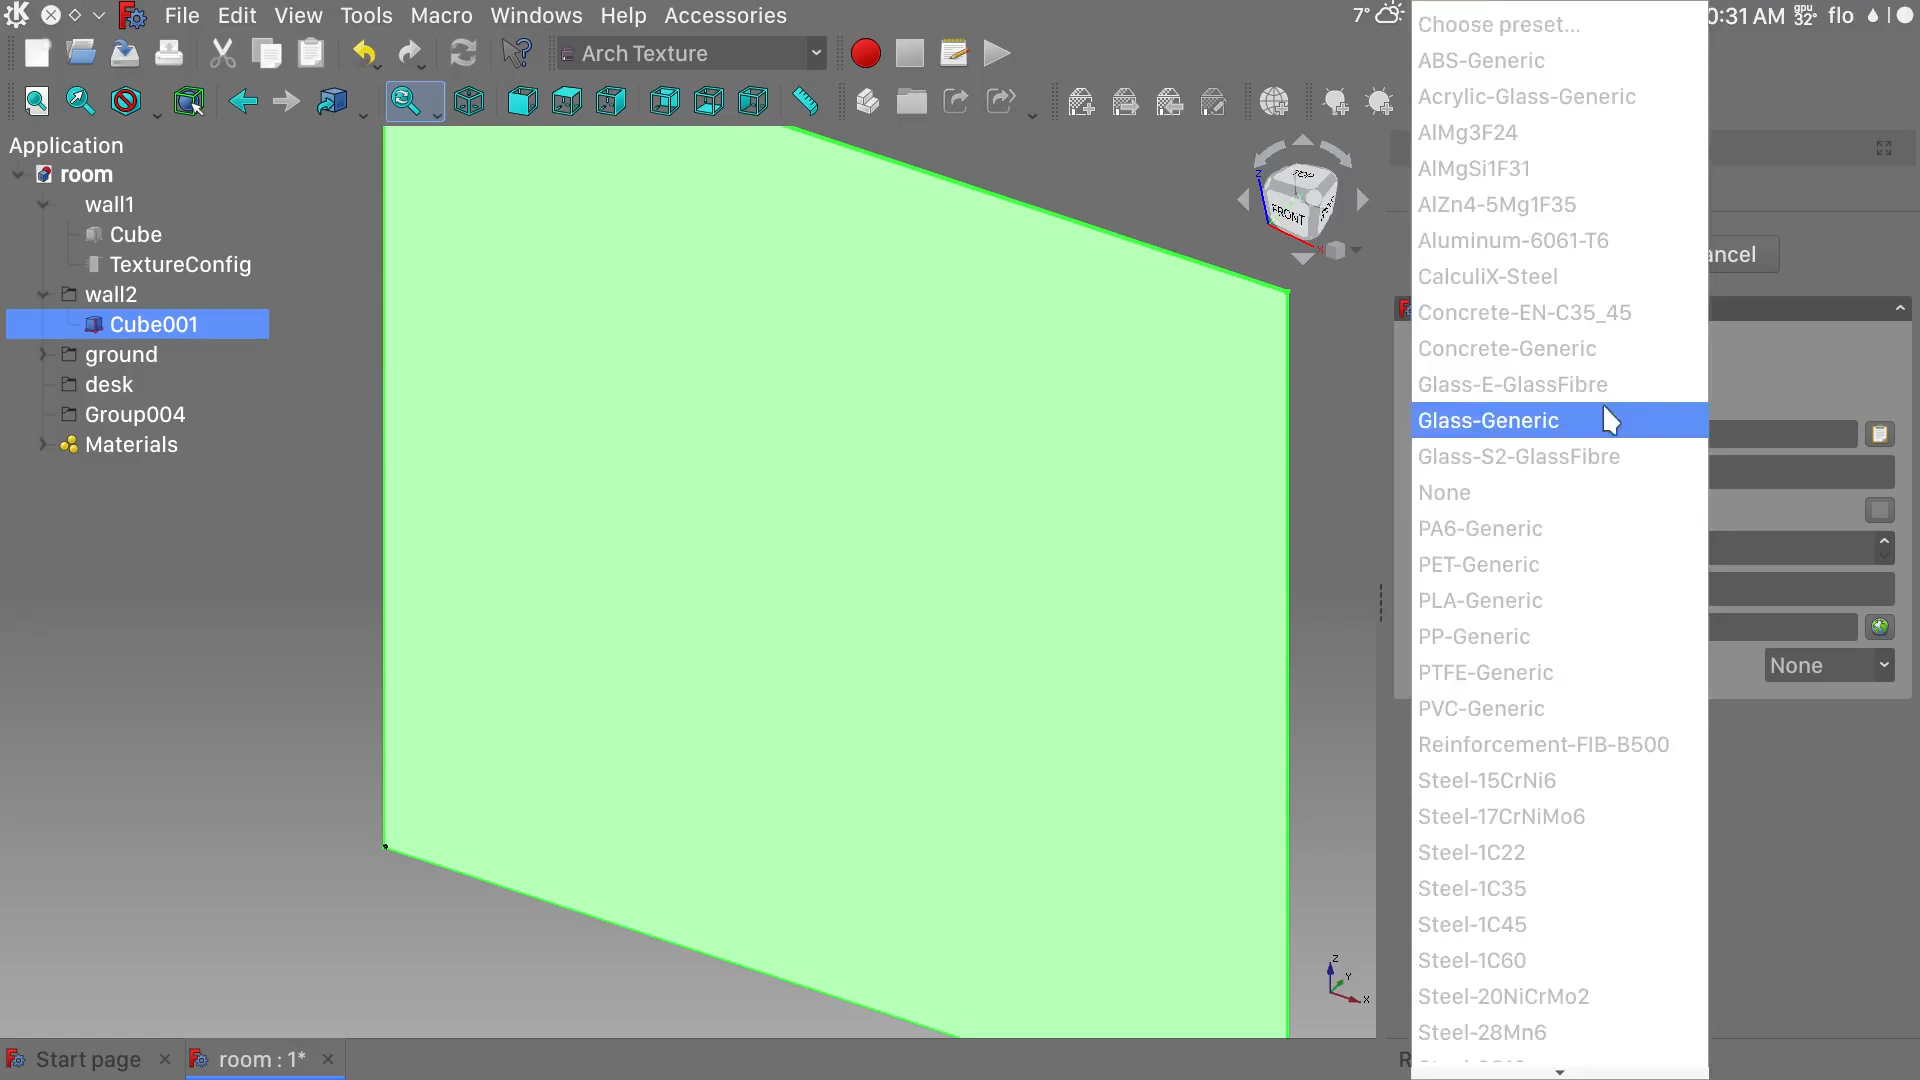 File Edit View Tools Macro Windows Help Accessories
7°
0:31 AM
gpu
32°
flo
Arch Texture
Application
room
wall1
Cube
TextureConfig
wall2
Cube001
ground
desk
Group004
Materials
TOP
FRONT
Z
X
Z
Y
X
Choose preset...
ABS-Generic
Acrylic-Glass-Generic
AlMg3F24
AlMgSi1F31
AlZn4-5Mg1F35
Aluminum-6061-T6
CalculiX-Steel
Concrete-EN-C35_45
Concrete-Generic
Glass-E-GlassFibre
Glass-Generic
Glass-S2-GlassFibre
None
PA6-Generic
PET-Generic
PLA-Generic
PP-Generic
PTFE-Generic
PVC-Generic
Reinforcement-FIB-B500
Steel-15CrNi6
Steel-17CrNiMo6
Steel-1C22
Steel-1C35
Steel-1C45
Steel-1C60
Steel-20NiCrMo2
Steel-28Mn6
ancel
None
Start page
room : 1*
R